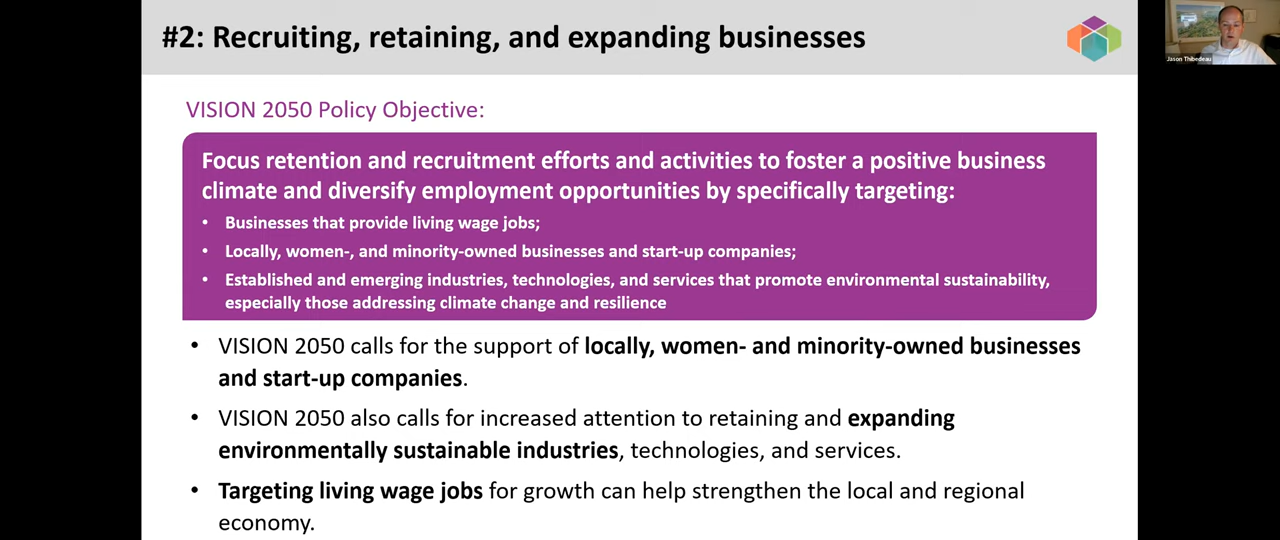 #2: Recruiting, retaining, and expanding businesses
Jason Thibedeau
VISION 2050 Policy Objective:
Focus retention and recruitment efforts and activities to foster a positive business
climate and diversify employment opportunities by specifically targeting:
• Businesses that provide living wage jobs;
• Locally, women-, and minority-owned businesses and start-up companies;
• Established and emerging industries, technologies, and services that promote environmental sustainability,
especially those addressing climate change and resilience
• VISION 2050 calls for the support of locally, women- and minority-owned businesses
and start-up companies.
• VISION 2050 also calls for increased attention to retaining and expanding
environmentally sustainable industries, technologies, and services.
• Targeting living wage jobs for growth can help strengthen the local and regional
economy.